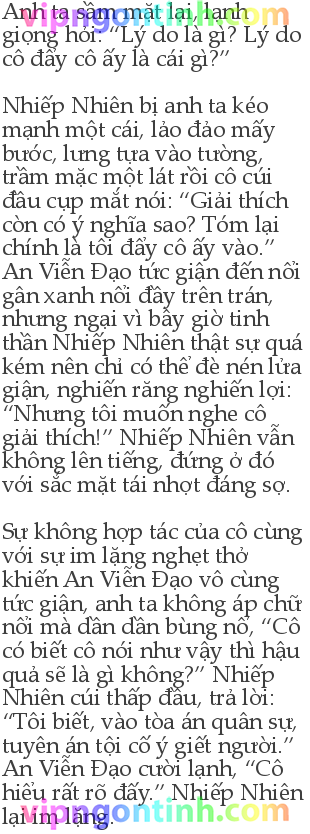 vipngontinh.com
Anh ta sầm mặt lại, lạnh
giọng hỏi: “Lý do là gì? Lý do
cô đẩy cô ấy là cái gì?”
Nhiếp Nhiên bị anh ta kéo
mạnh một cái, lảo đảo mấy
bước, lưng tựa vào tường,
trầm mặc một lát rồi cô cúi
đầu cụp mắt nói: “Giải thích
còn có ý nghĩa sao? Tóm lại
chính là tôi đẩy cô ấy vào.”
An Viễn Đạo tức giận đến nổi
gân xanh nổi đầy trên trán,
nhưng ngại vì bây giờ tinh
thần Nhiếp Nhiên thật sự quá
kém nên chỉ có thể đè nén lửa
giận, nghiến răng nghiến lợi:
“Nhưng tôi muốn nghe cô
giải thích!” Nhiếp Nhiên vẫn
không lên tiếng, đứng ở đó
với sắc mặt tái nhợt đáng sợ.
Sự không hợp tác của cô cùng
với sự im lặng nghẹt thở
khiến An Viễn Đạo vô cùng
tức giận, anh ta không áp chữ
nổi mà dần dần bùng nổ, “Cô
có biết cô nói như vậy thì hậu
quả sẽ là gì không?” Nhiếp
Nhiên cúi thấp đầu, trả lời:
“Tôi biết, vào tòa án quân sự,
tuyên án tội cố ý giết người.”
An Viễn Đạo cười lạnh, “Cô
hiểu rất rõ đấy.” Nhiếp Nhiên
lại im lặng.
vipngontinh.com